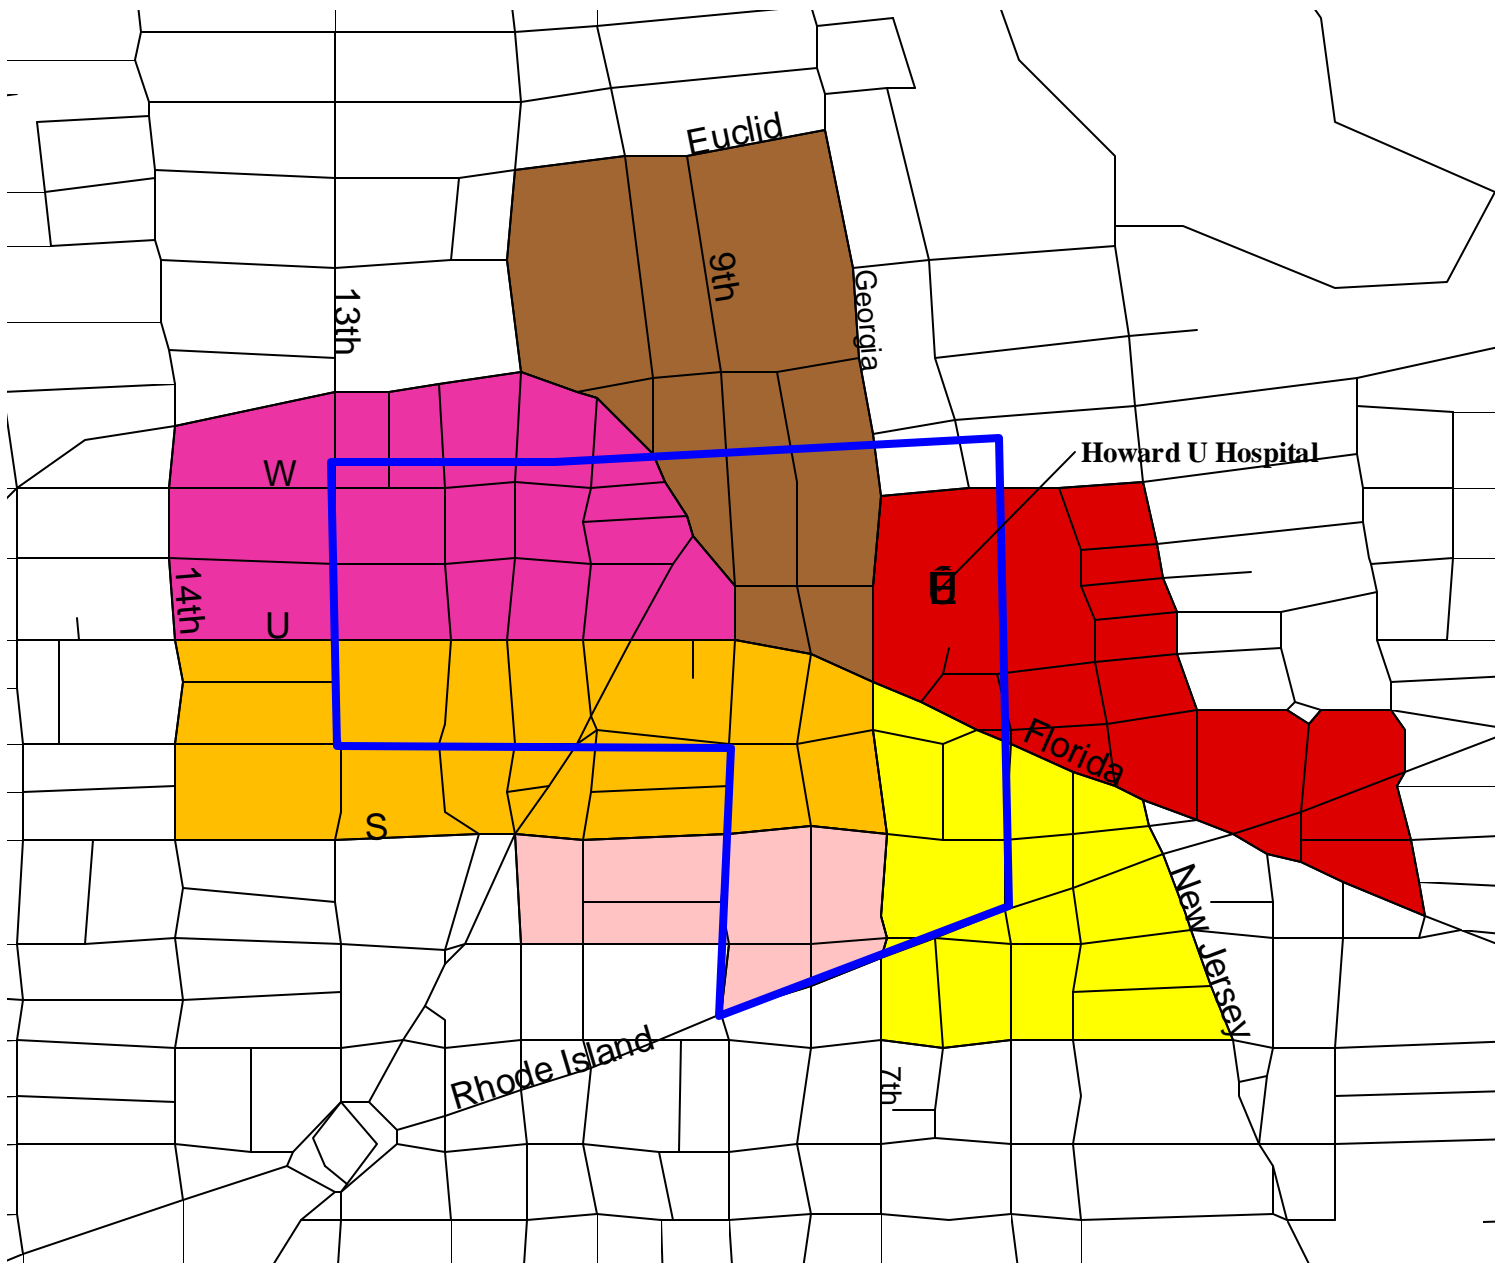 Euclid
9th
13th
Georgia
Howard U Hospital
W
14th
U
Florida
S
New Jersey
Rhode Island
7th